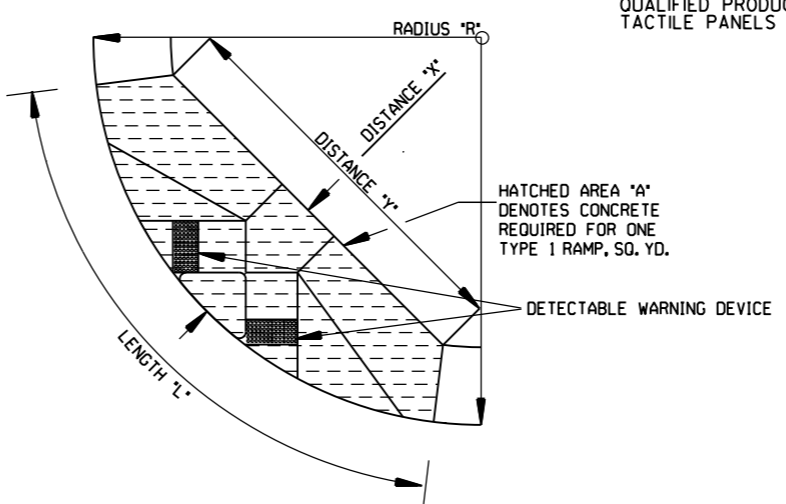 QUALIFIED PRODUC
TACTILE PANELS
RADIUS "R"
DISTANCE "X"
DISTANCE "Y"
HATCHED AREA "A"
DENOTES CONCRETE
REQUIRED FOR ONE
TYPE 1 RAMP, SQ. YD.
DETECTABLE WARNING DEVICE
LENGTH "L"